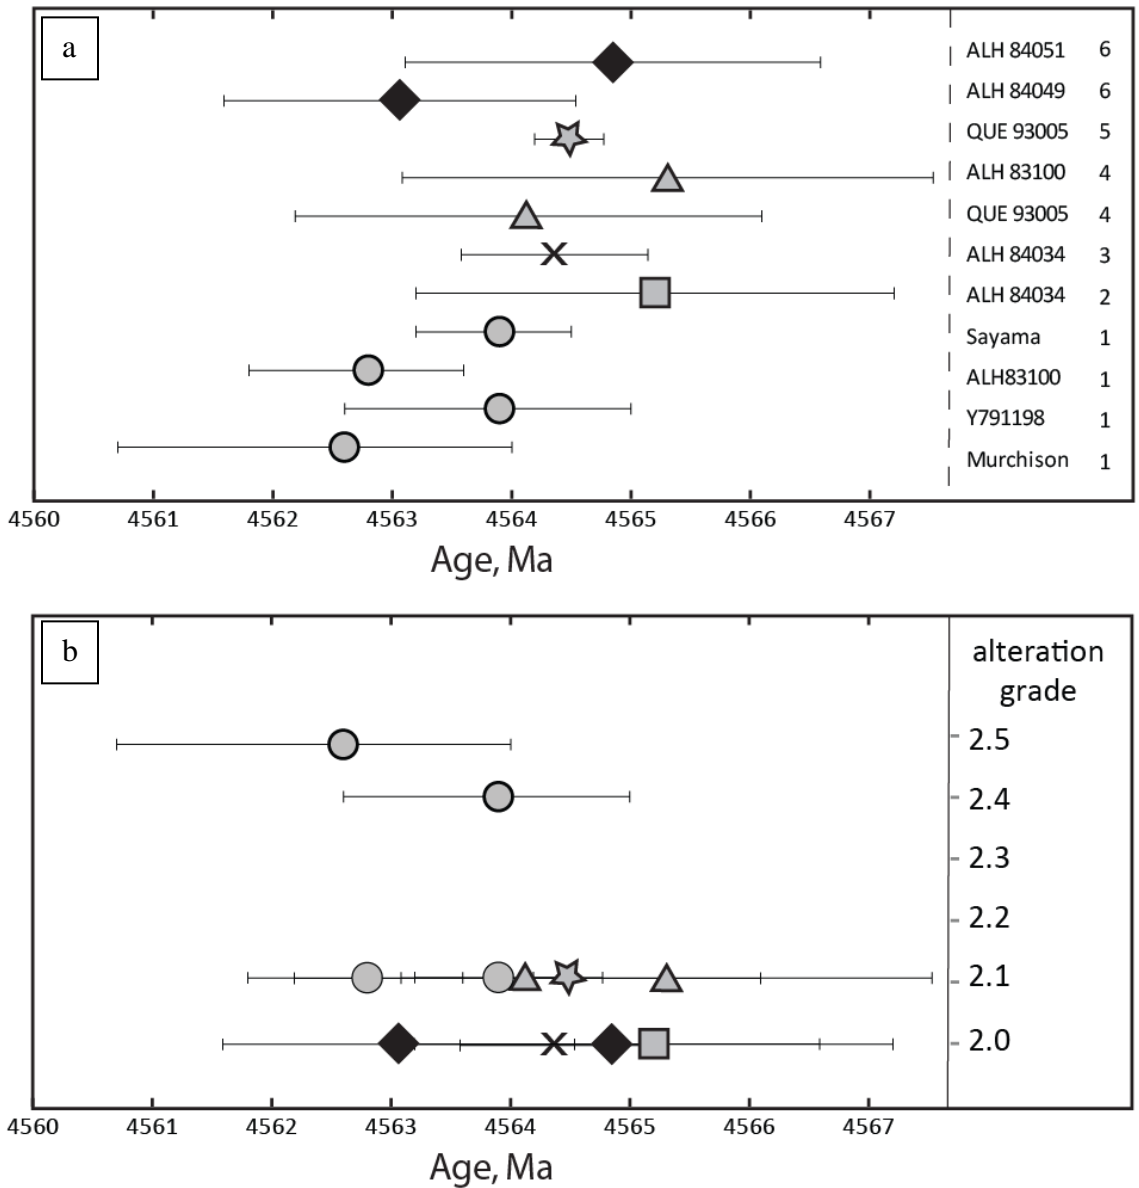 a
ALH 84051 6
ALH 84049 6
QUE 93005 5
ALH 83100 4
QUE 93005 4
ALH 84034 3
ALH 84034 2
Sayama 1
ALH83100 1
Y791198 1
Murchison 1
4560 4561 4562 4563 4564 4565 4566 4567
Age, Ma
b
alteration
grade
2.5
2.4
2.3
2.2
2.1
2.0
4560 4561 4562 4563 4564 4565 4566 4567
Age, Ma